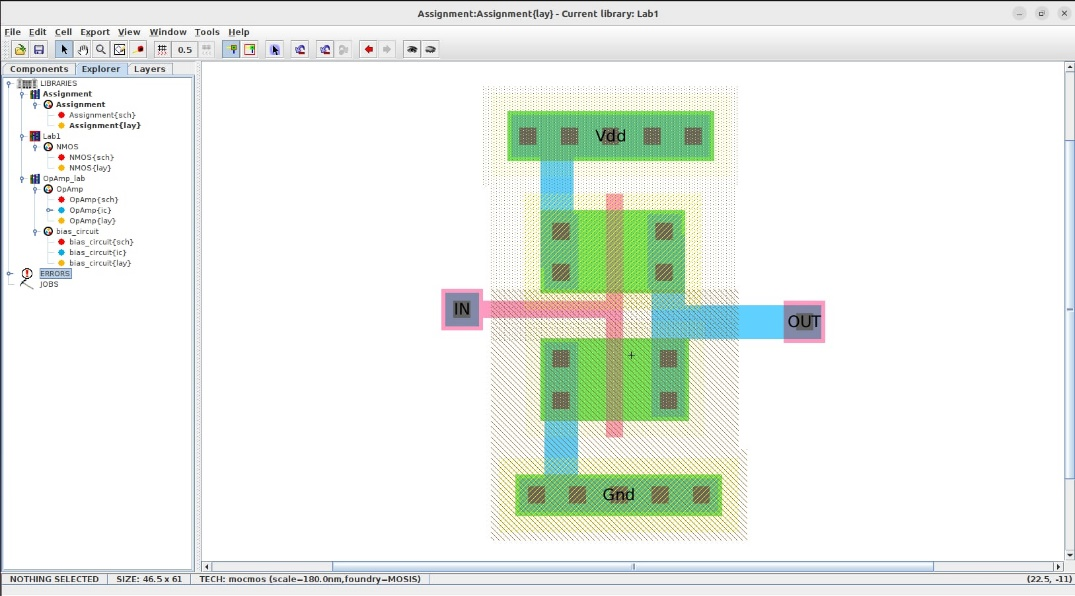 Assignment:Assignment{lay} - Current library: Lab1
File Edit Cell Export View Window Tools Help
0.5
Components Explorer Layers
LIBRARIES
Assignment
Assignment
Assignment{sch}
Assignment{lay}
Lab1
NMOS
NMOS{sch}
NMOS{lay}
OpAmp_lab
OpAmp
OpAmp{sch}
OpAmp{ic}
OpAmp{lay}
bias_circuit
bias_circuit{sch}
bias_circuit{ic}
bias_circuit{lay}
ERRORS
JOBS
Vdd
IN
OUT
Gnd
NOTHING SELECTED SIZE: 46.5 x 61 TECH: mocmos (scale=180.0nm,foundry=MOSIS) (22.5, -11)